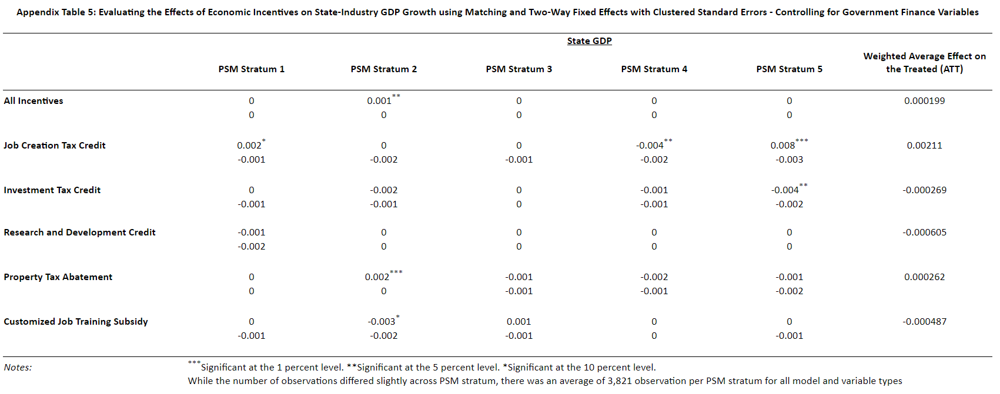 Appendix Table 5: Evaluating the Effects of Economic Incentives on State-Industry GDP Growth using Matching and Two-Way Fixed Effects with Clustered Standard Errors - Controlling for Government Finance Variables
State GDP
PSM Stratum 1 PSM Stratum 2 PSM Stratum 3 PSM Stratum 4 PSM Stratum 5 Weighted Average Effect on
the Treated (ATT)
All Incentives 0 0.001** 0 0 0 0.000199
0 0 0 0 0
Job Creation Tax Credit 0.002* 0 0 -0.004** 0.008*** 0.00211
-0.001 -0.002 -0.001 -0.002 -0.003
Investment Tax Credit 0 -0.002 0 -0.001 -0.004** -0.000269
-0.001 -0.001 0 -0.001 -0.002
Research and Development Credit -0.001 0 0 0 0 -0.000605
-0.002 0 0 0 0
Property Tax Abatement 0 0.002*** -0.001 -0.002 -0.001 0.000262
0 0 -0.001 -0.001 -0.002
Customized Job Training Subsidy 0 -0.003* 0.001 0 0 -0.000487
-0.001 -0.002 -0.001 0 -0.001
Notes: ***Significant at the 1 percent level. **Significant at the 5 percent level. *Significant at the 10 percent level.
While the number of observations differed slightly across PSM stratum, there was an average of 3,821 observation per PSM stratum for all model and variable types